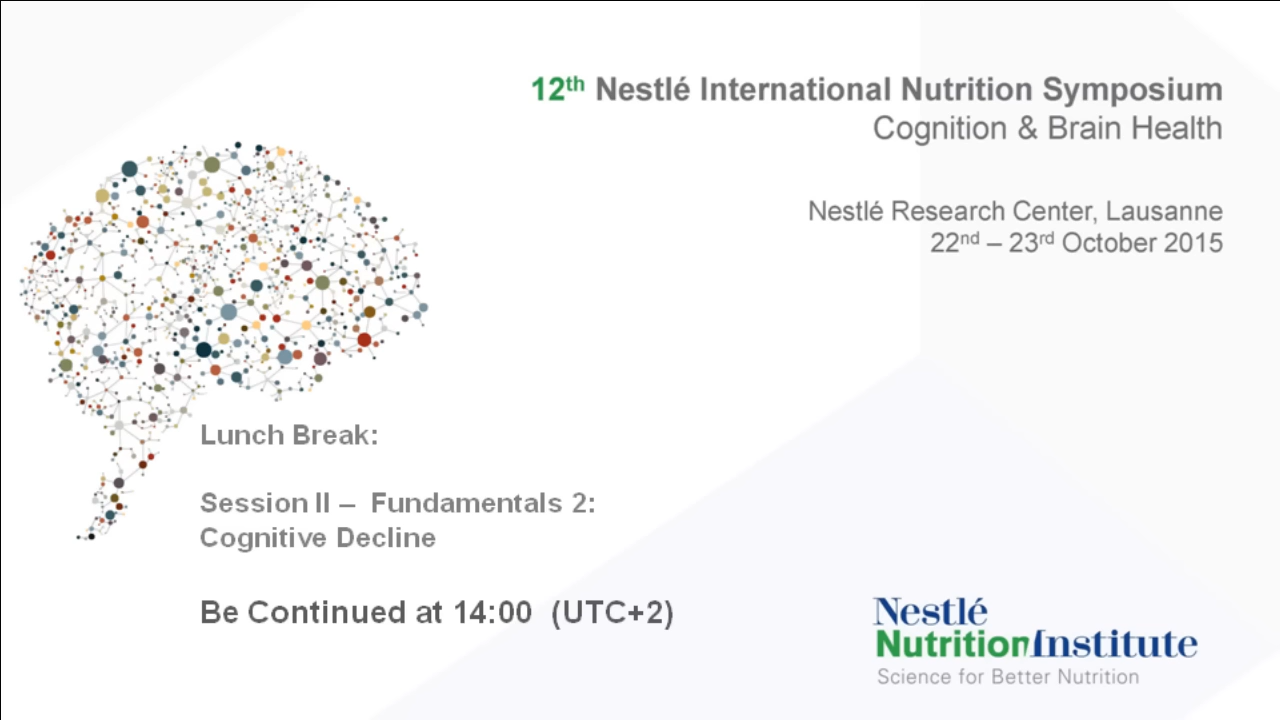 12th Nestlé International Nutrition Symposium
Cognition & Brain Health
Nestlé Research Center, Lausanne
22nd – 23rd October 2015
Lunch Break:
Session II – Fundamentals 2:
Cognitive Decline
Be Continued at 14:00 (UTC+2)
Nestlé
NutritionInstitute
Science for Better Nutrition